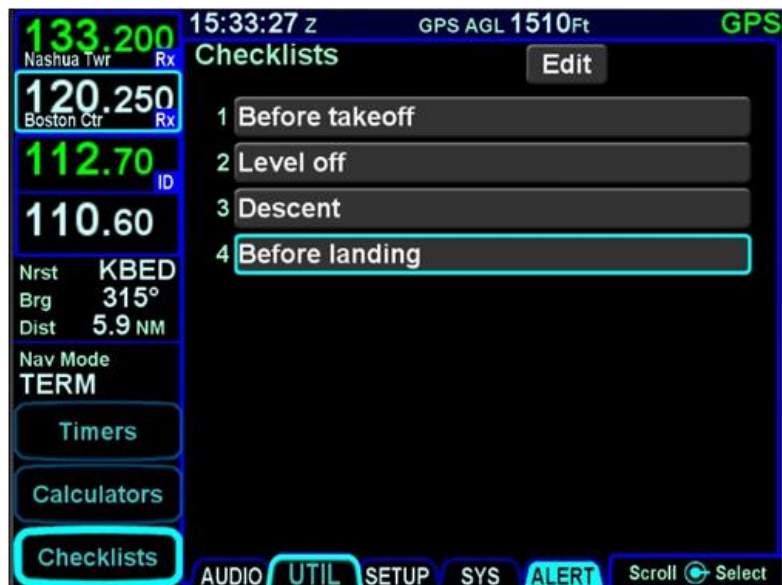 133.200
Nashua Twr Rx
120.250
Boston Ctr Rx
112.70
ID
110.60
Nrst KBED
Brg 315°
Dist 5.9 NM
Nav Mode
TERM
Timers
Calculators
Checklists
15:33:27 Z GPS AGL 1510Ft GPS
Checklists Edit
1 Before takeoff
2 Level off
3 Descent
4 Before landing
AUDIO UTIL SETUP SYS ALERT Scroll Select